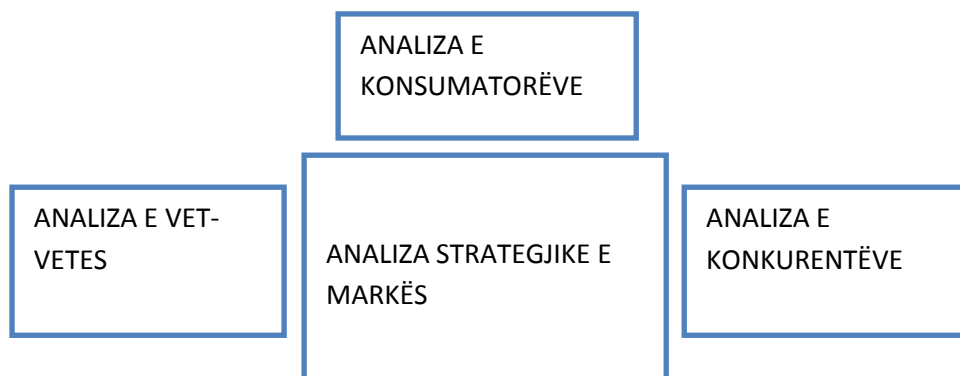 ANALIZA E
KONSUMATORËVE
ANALIZA E VET-
VETES
ANALIZA STRATEGJIKE E
MARKËS
ANALIZA E
KONKURENTËVE